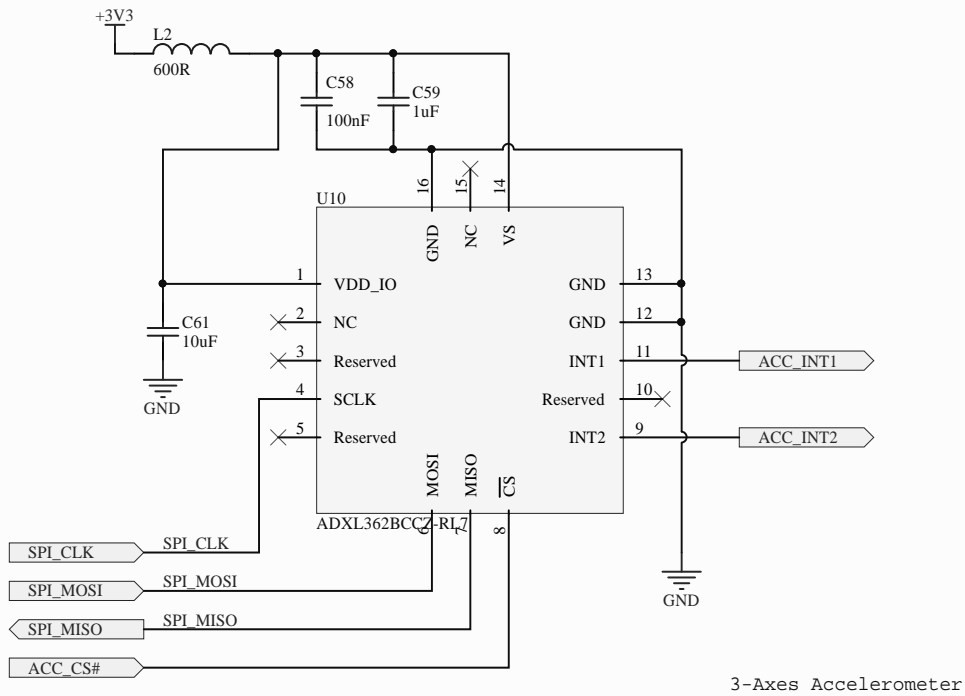 +3V3
L2
600R
C58
100nF
C59
1uF
16
15
14
U10
GND
NC
VS
1
VDD_IO
GND
13
2
NC
GND
12
C61
10uF
3
Reserved
INT1
11
ACC_INT1
4
SCLK
Reserved
10
GND
5
Reserved
INT2
9
ACC_INT2
MOSI
MISO
CS
ADXL362BCCZ-RL7
6
7
8
SPI_CLK
SPI_CLK
SPI_MOSI
SPI_MOSI
GND
SPI_MISO
SPI_MISO
ACC_CS#
3-Axes Accelerometer